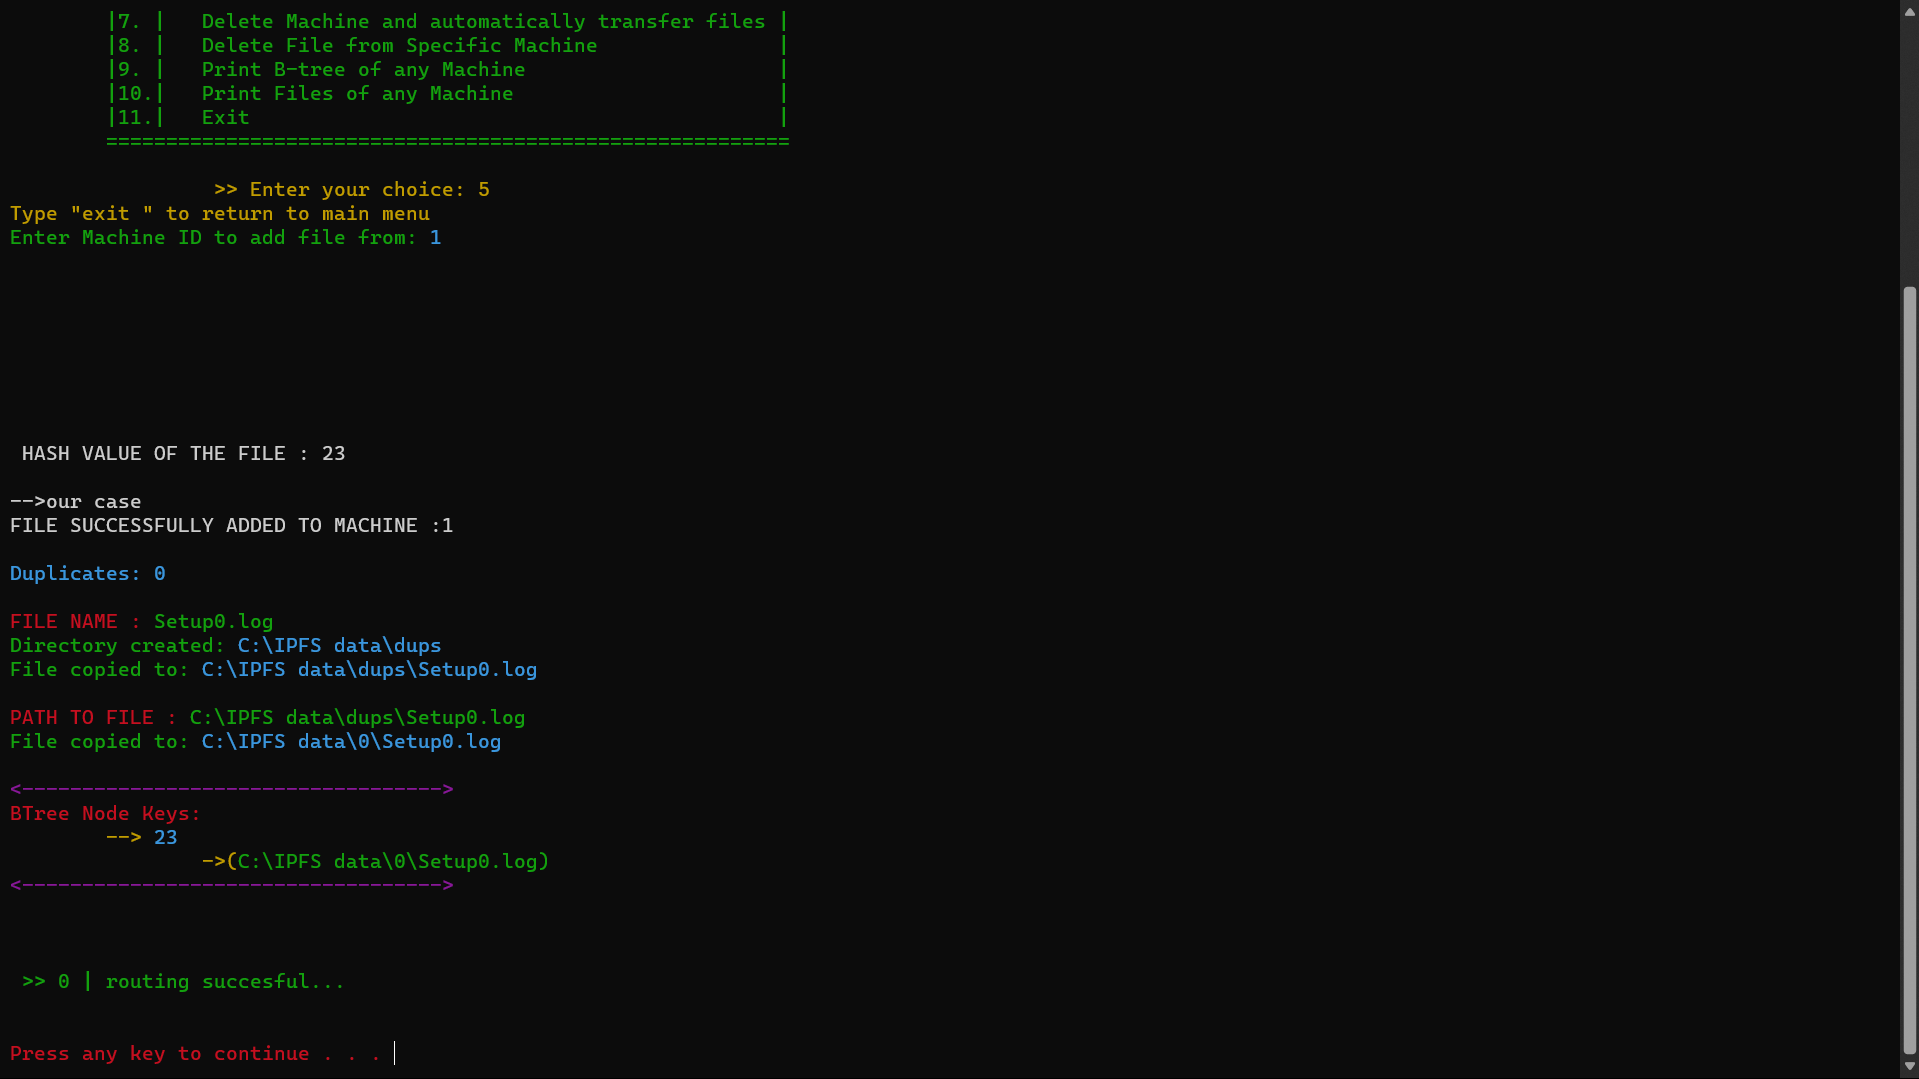 |7. |   Delete Machine and automatically transfer files |
|8. |   Delete File from Specific Machine               |
|9. |   Print B-tree of any Machine                     |
|10.|   Print Files of any Machine                      |
|11.|   Exit                                            |
=========================================================
>> Enter your choice: 5
Type "exit " to return to main menu
Enter Machine ID to add file from: 1
HASH VALUE OF THE FILE : 23
-->our case
FILE SUCCESSFULLY ADDED TO MACHINE :1
Duplicates: 0
FILE NAME : Setup0.log
Directory created: C:\IPFS data\dups
File copied to: C:\IPFS data\dups\Setup0.log
PATH TO FILE : C:\IPFS data\dups\Setup0.log
File copied to: C:\IPFS data\0\Setup0.log
<----------------------------------->
BTree Node Keys:
--> 23
->(C:\IPFS data\0\Setup0.log)
<----------------------------------->
>> 0 | routing succesful...
Press any key to continue . . .